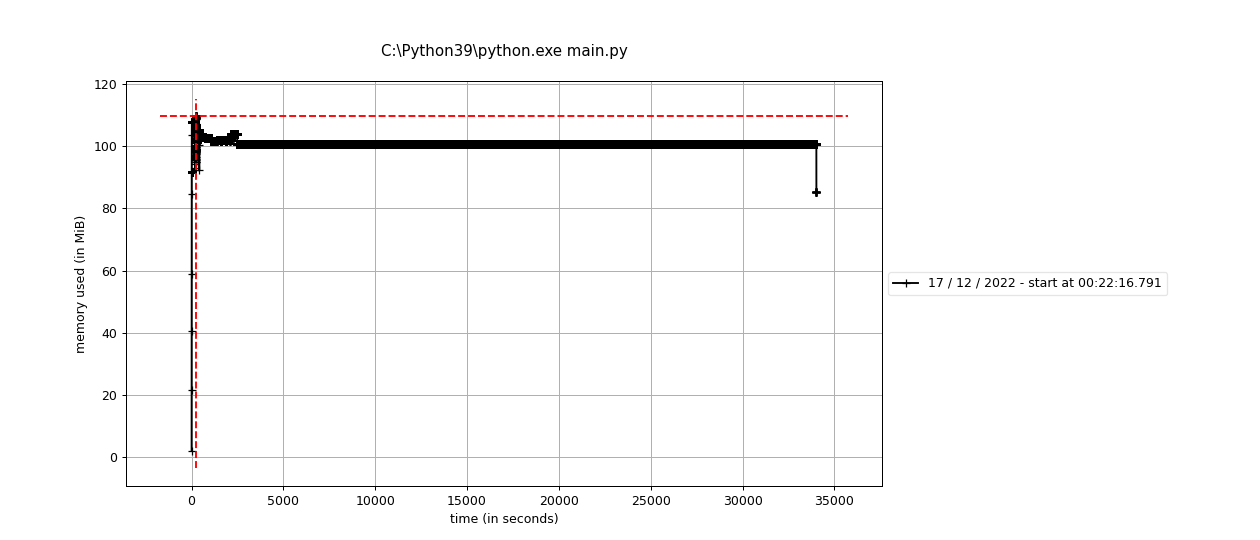 C:\Python39\python.exe main.py
120
100
80
60
40
20
0
memory used (in MiB)
0 5000 10000 15000 20000 25000 30000 35000
time (in seconds)
17 / 12 / 2022 - start at 00:22:16.791